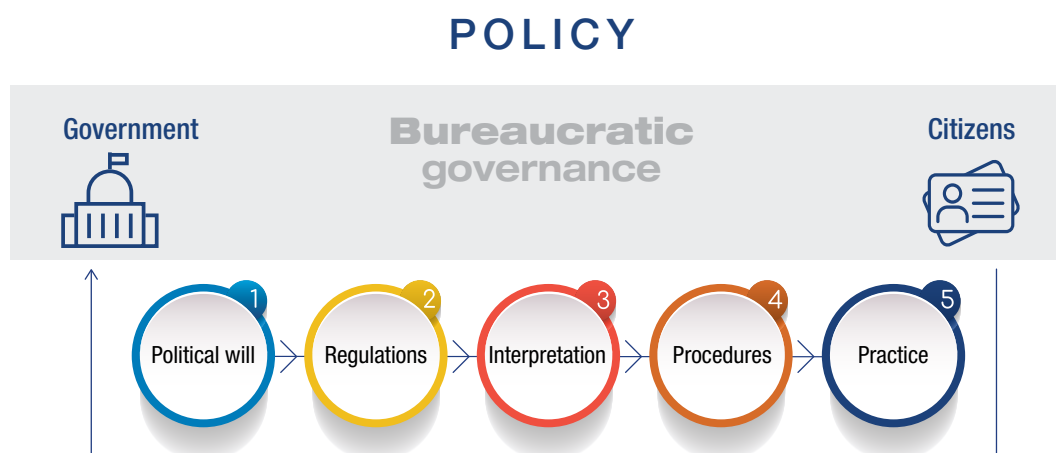 POLICY
Government
Bureaucratic
governance
Citizens
1
2
3
4
5
Political will
Regulations
Interpretation
Procedures
Practice